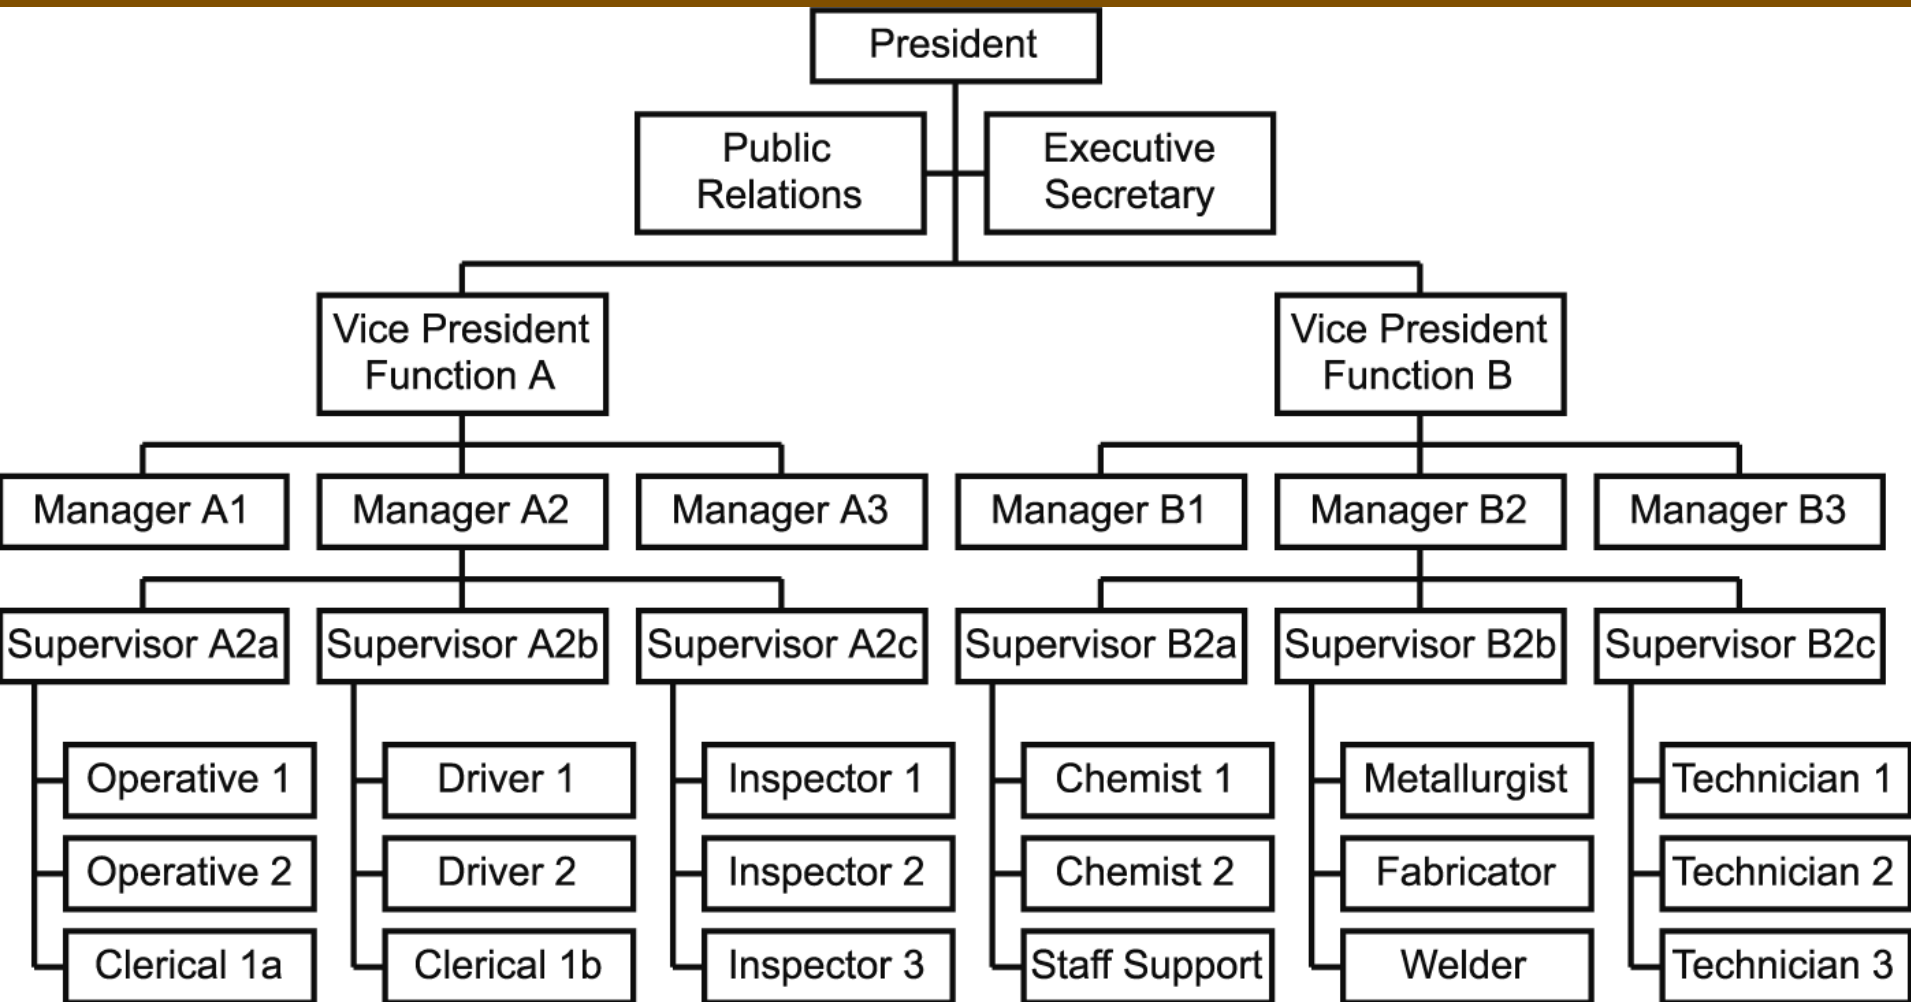 President
Public
Relations
Executive
Secretary
Vice President
Function A
Vice President
Function B
Manager A1
Manager A2
Manager A3
Manager B1
Manager B2
Manager B3
Supervisor A2a
Supervisor A2b
Supervisor A2c
Supervisor B2a
Supervisor B2b
Supervisor B2c
Operative 1
Driver 1
Inspector 1
Chemist 1
Metallurgist
Technician 1
Operative 2
Driver 2
Inspector 2
Chemist 2
Fabricator
Technician 2
Clerical 1a
Clerical 1b
Inspector 3
Staff Support
Welder
Technician 3